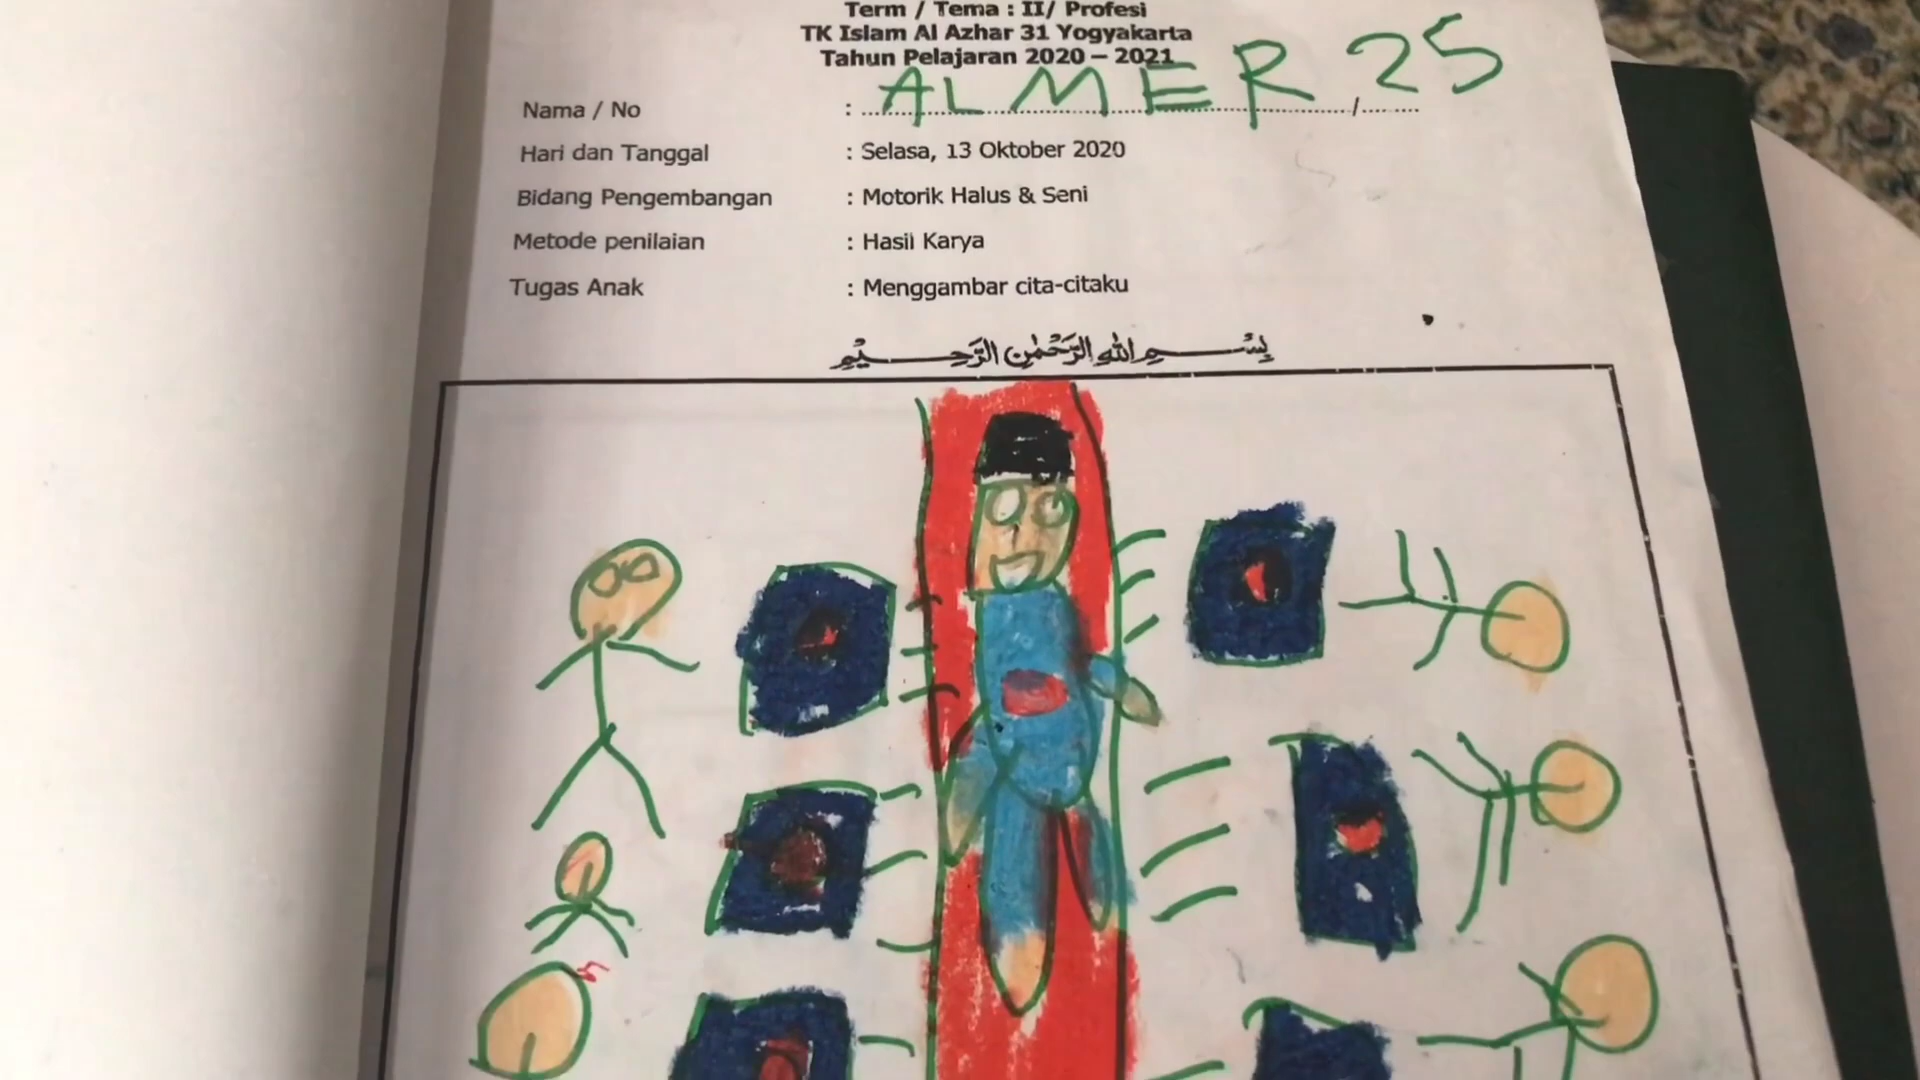 Term / Tema : II/ Profesi
TK Islam Al Azhar 31 Yogyakarta
Tahun Pelajaran 2020 – 2021
Nama / No : ALMER / 25
Hari dan Tanggal : Selasa, 13 Oktober 2020
Bidang Pengembangan : Motorik Halus & Seni
Metode penilaian : Hasil Karya
Tugas Anak : Menggambar cita-citaku
بِسْمِ اللهِ الرَّحْمٰنِ الرَّحِيْمِ